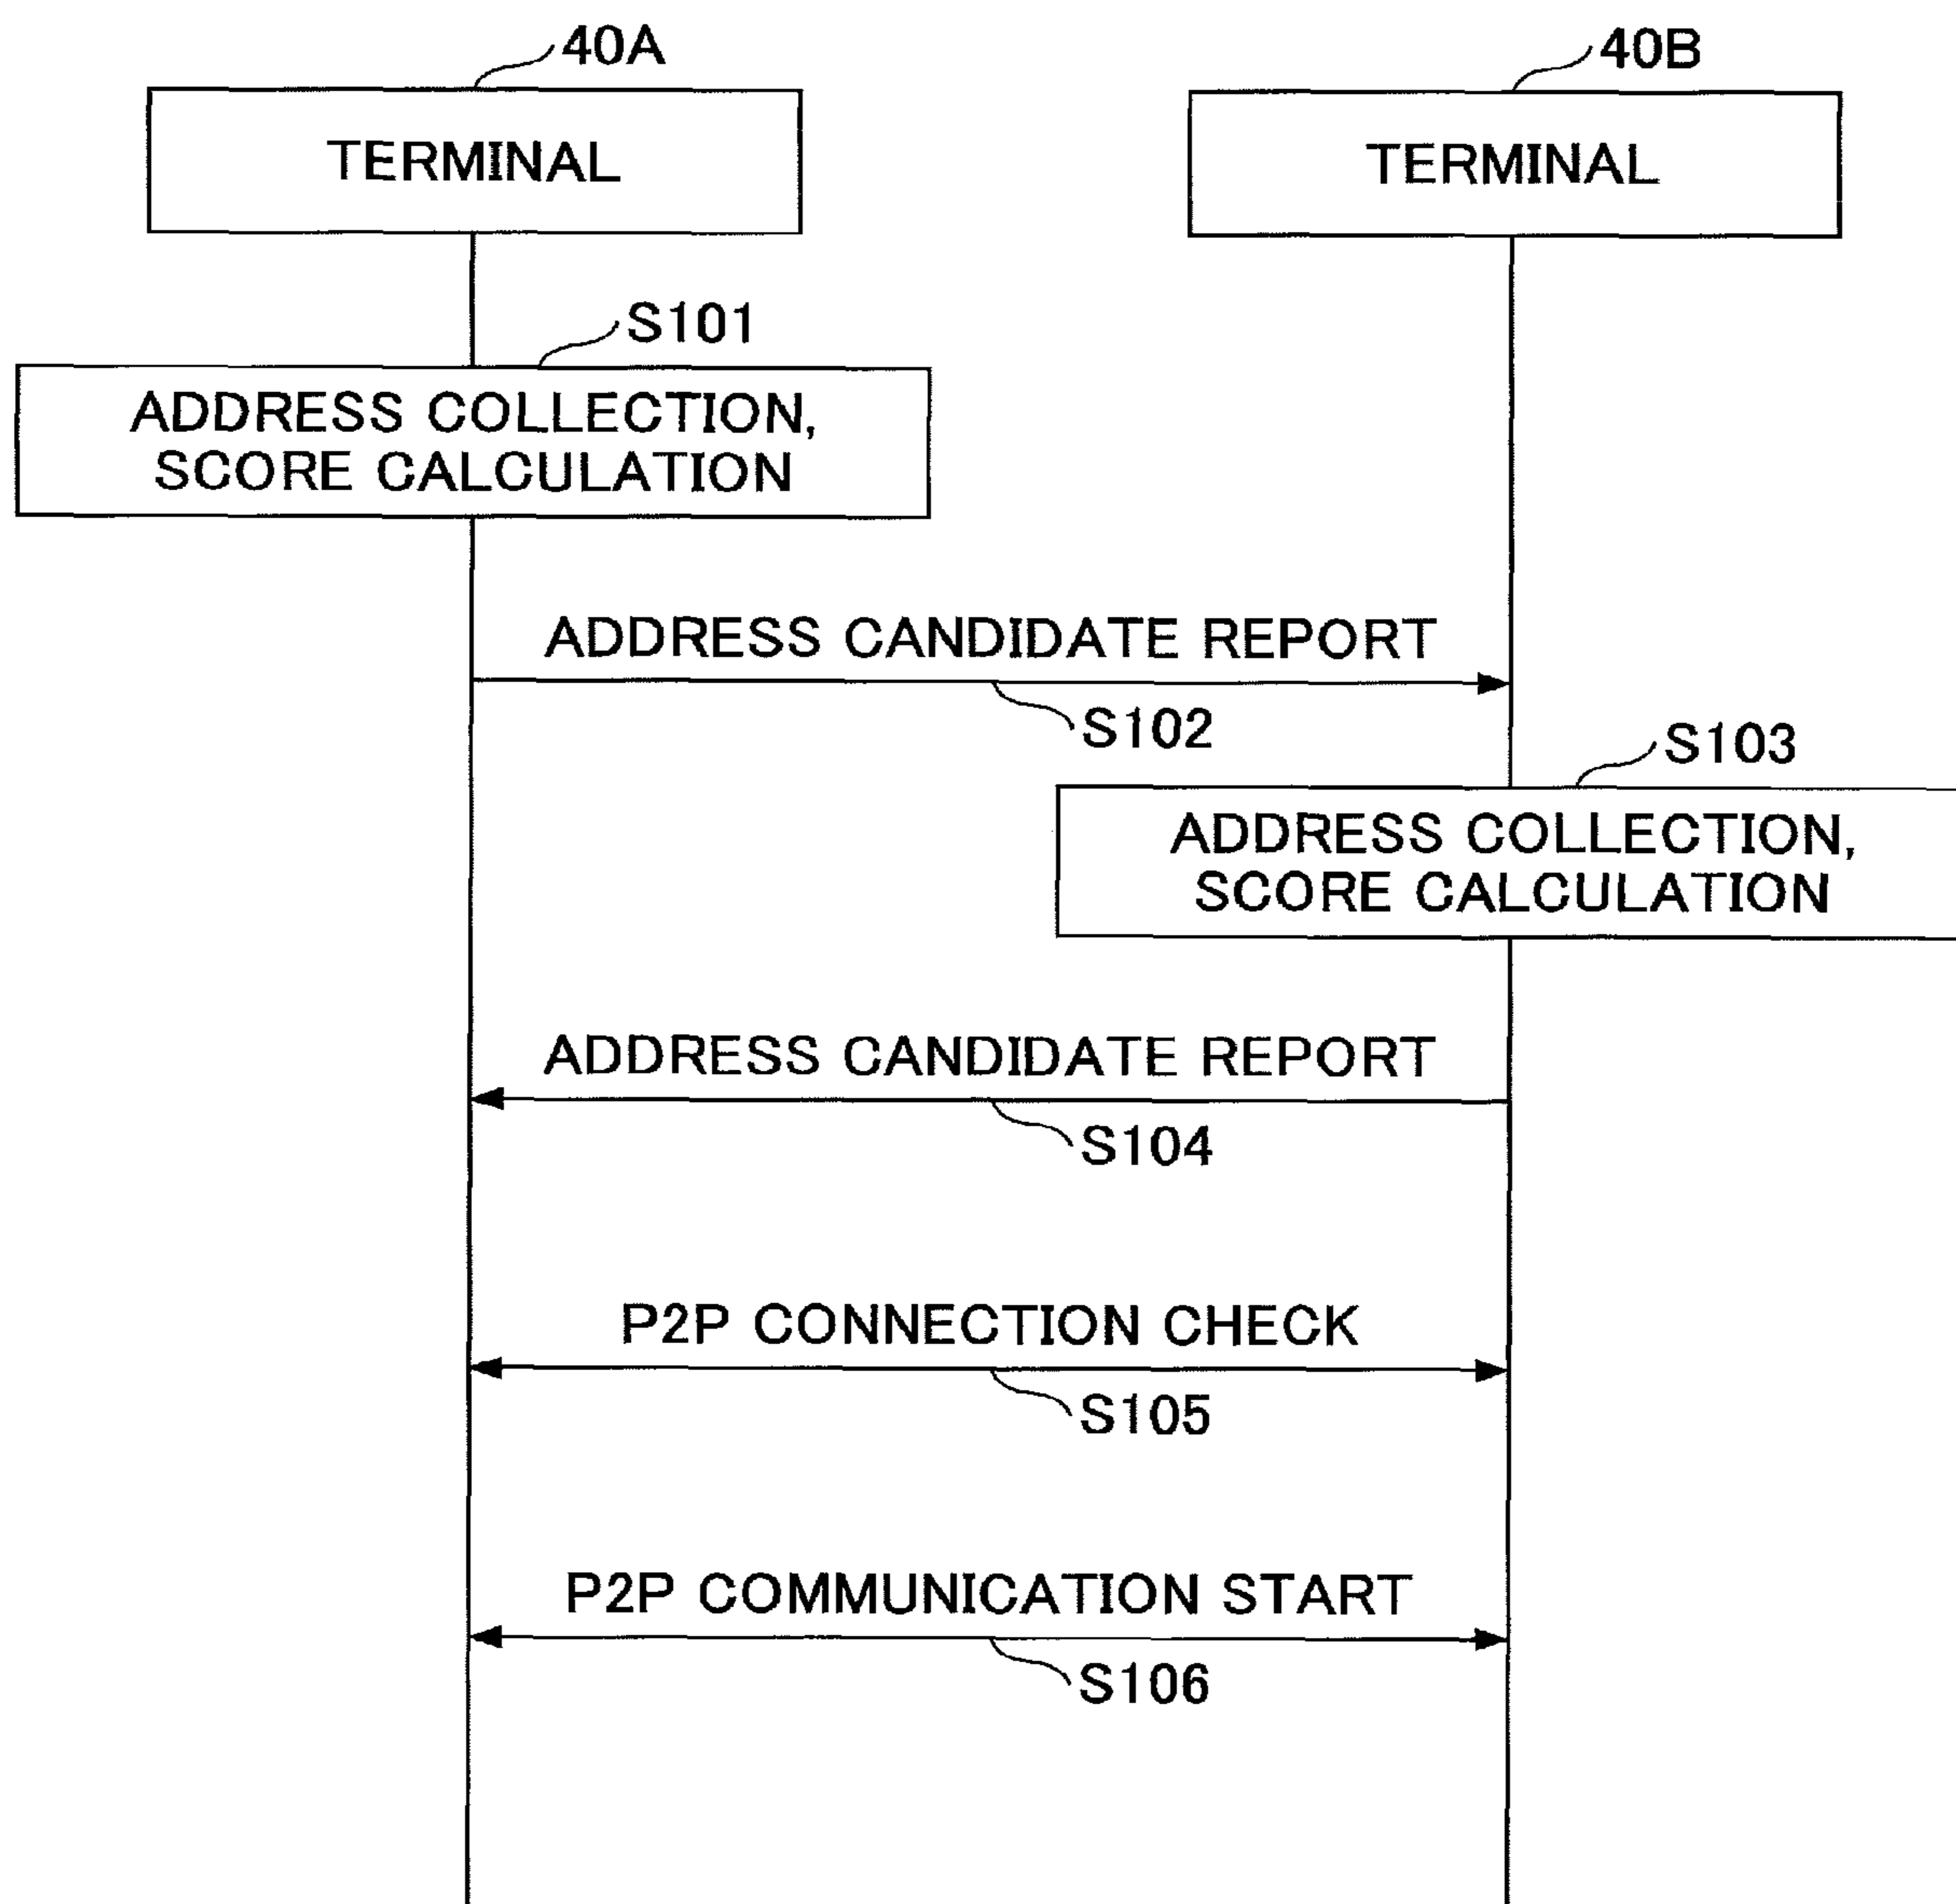 40A
40B
TERMINAL
TERMINAL
S101
ADDRESS COLLECTION,
SCORE CALCULATION
ADDRESS CANDIDATE REPORT
S102
S103
ADDRESS COLLECTION,
SCORE CALCULATION
ADDRESS CANDIDATE REPORT
S104
P2P CONNECTION CHECK
S105
P2P COMMUNICATION START
S106